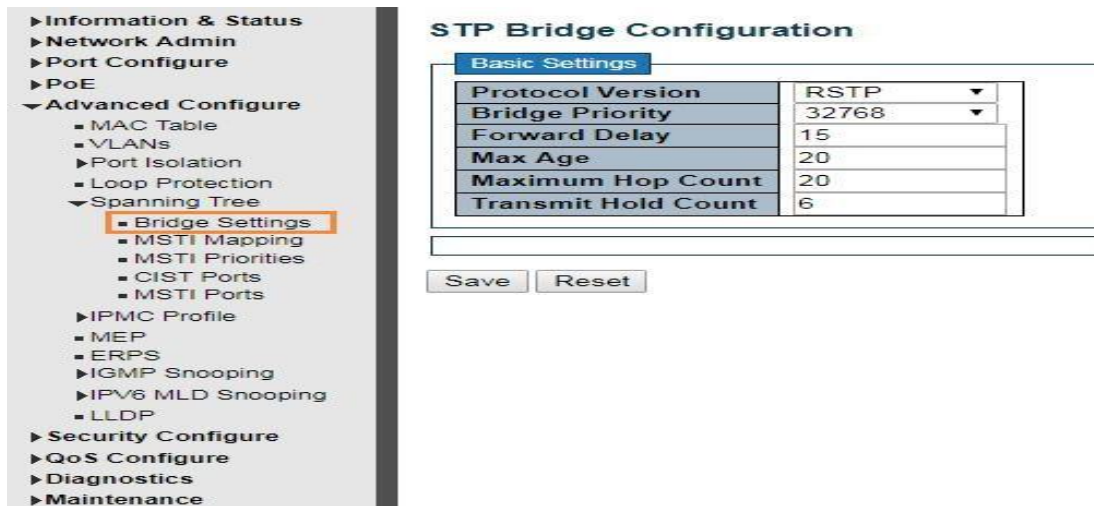 Information & Status
Network Admin
Port Configure
PoE
Advanced Configure
MAC Table
VLANs
Port Isolation
Loop Protection
Spanning Tree
Bridge Settings
MSTI Mapping
MSTI Priorities
CIST Ports
MSTI Ports
IPMC Profile
MEP
ERPS
IGMP Snooping
IPV6 MLD Snooping
LLDP
Security Configure
QoS Configure
Diagnostics
Maintenance
STP Bridge Configuration
Basic Settings
Protocol Version RSTP
Bridge Priority 32768
Forward Delay 15
Max Age 20
Maximum Hop Count 20
Transmit Hold Count 6
Save Reset